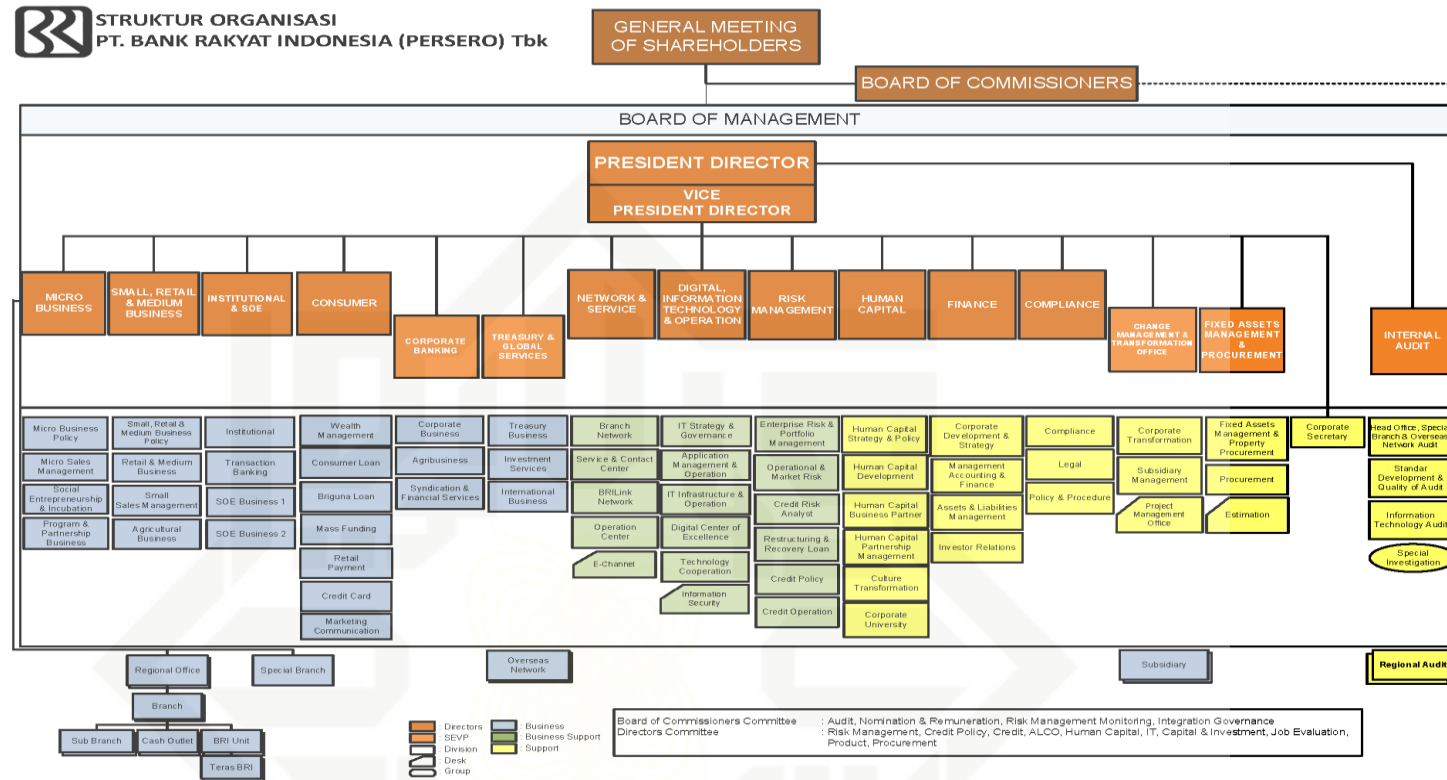 BRI
STRUKTUR ORGANISASI
PT. BANK RAKYAT INDONESIA (PERSERO) Tbk
GENERAL MEETING
OF SHAREHOLDERS
BOARD OF COMMISSIONERS
BOARD OF MANAGEMENT
PRESIDENT DIRECTOR
VICE
PRESIDENT DIRECTOR
MICRO
BUSINESS
SMALL, RETAIL
& MEDIUM
BUSINESS
INSTITUTIONAL
& SOE
CONSUMER
CORPORATE
BANKING
TREASURY &
GLOBAL
SERVICES
NETWORK &
SERVICE
DIGITAL,
INFORMATION
TECHNOLOGY
& OPERATION
RISK
MANAGEMENT
HUMAN
CAPITAL
FINANCE
COMPLIANCE
CHANGE
MANAGEMENT &
TRANSFORMATION
OFFICE
FIXED ASSETS
MANAGEMENT
&
PROCUREMENT
INTERNAL
AUDIT
Micro Business
Policy
Micro Sales
Management
Social
Entrepreneurship
& Incubation
Program &
Partnership
Business
Small, Retail &
Medium Business
Policy
Retail & Medium
Business
Small
Sales Management
Agricultural
Business
Institutional
Transaction
Banking
SOE Business 1
SOE Business 2
Wealth
Management
Consumer Loan
Briguna Loan
Mass Funding
Retail
Payment
Credit Card
Marketing
Communication
Corporate
Business
Agribusiness
Syndication &
Financial Services
Treasury
Business
Investment
Services
International
Business
Branch
Network
Service & Contact
Center
BRILink
Network
Operation
Center
E-Channel
IT Strategy &
Governance
Application
Management &
Operation
IT Infrastructure &
Operation
Digital Center of
Excellence
Technology
Cooperation
Information
Security
Enterprise Risk &
Portfolio
Management
Operational &
Market Risk
Credit Risk
Analyst
Restructuring &
Recovery Loan
Credit Policy
Credit Operation
Human Capital
Strategy & Policy
Human Capital
Development
Human Capital
Business Partner
Human Capital
Partnership
Management
Culture
Transformation
Corporate
University
Corporate
Development &
Strategy
Management
Accounting &
Finance
Assets & Liabilities
Management
Investor Relations
Compliance
Legal
Policy & Procedure
Corporate
Transformation
Subsidiary
Management
Project
Management
Office
Fixed Assets
Management &
Property
Procurement
Procurement
Estimation
Corporate
Secretary
Head Office, Special
Branch & Overseas
Network Audit
Standar
Development &
Quality of Audit
Information
Technology Audit
Special
Investigation
Regional Office
Special Branch
Overseas
Network
Subsidiary
Regional Audit
Branch
Sub Branch
Cash Outlet
BRI Unit
Teras BRI
: Directors
: SEVP
: Division
: Desk
: Group
: Business
: Business Support
: Support
Board of Commissioners Committee : Audit, Nomination & Remuneration, Risk Management Monitoring, Integration Governance
Directors Committee : Risk Management, Credit Policy, Credit, ALCO, Human Capital, IT, Capital & Investment, Job Evaluation,
Product, Procurement